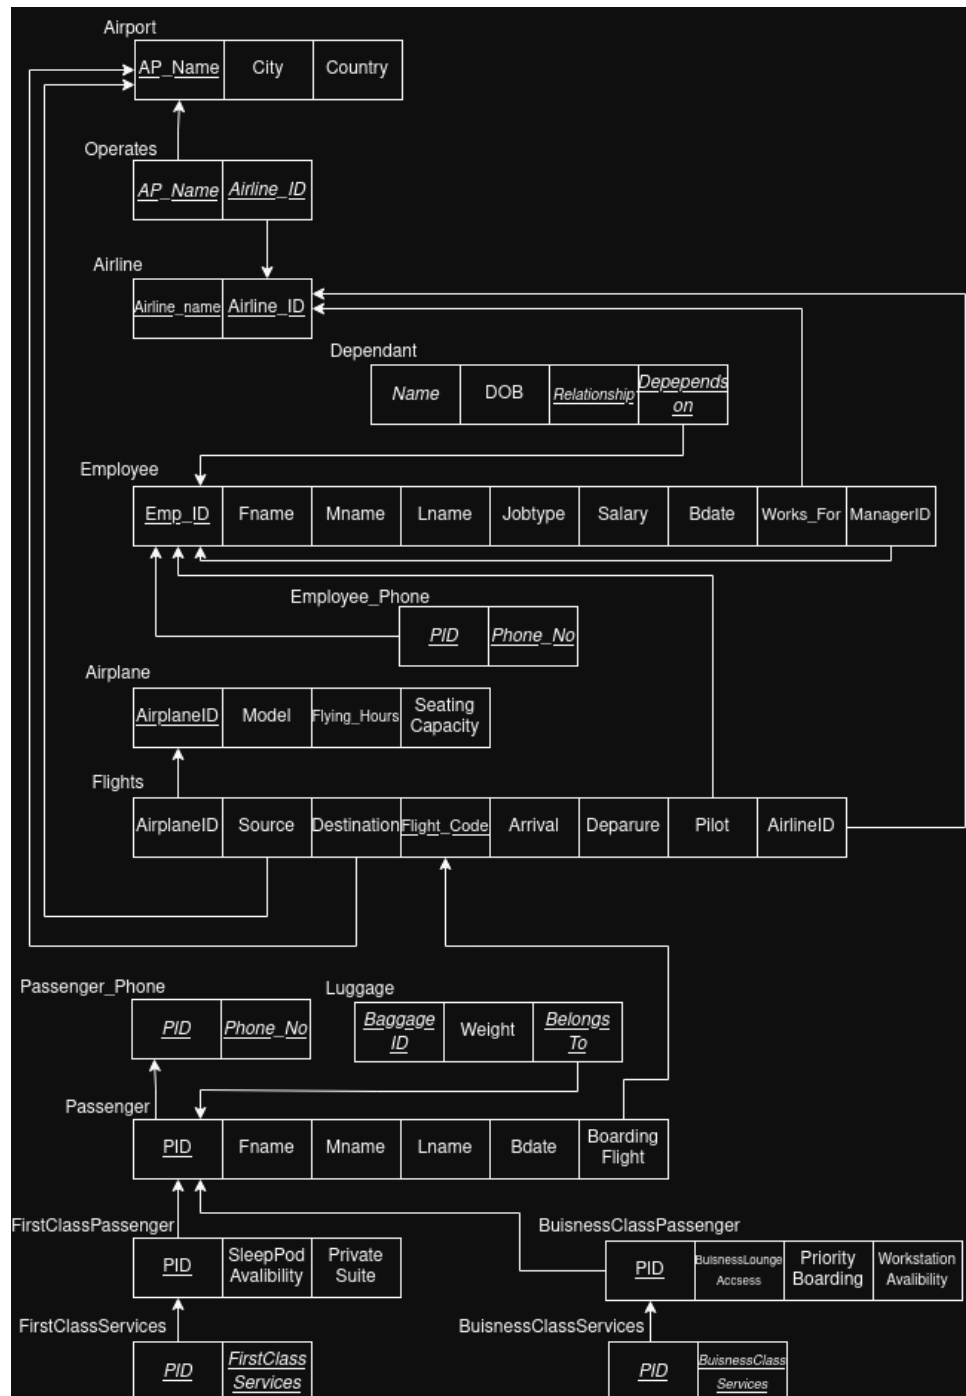 Airport
AP_Name City Country
Operates
AP_Name Airline_ID
Airline
Airline_name Airline_ID
Dependant
Name DOB Relationship Depepends
on
Employee
Emp_ID Fname Mname Lname Jobtype Salary Bdate Works_For ManagerID
Employee_Phone
PID Phone_No
Airplane
AirplaneID Model Flying_Hours Seating
Capacity
Flights
AirplaneID Source Destination Flight_Code Arrival Deparure Pilot AirlineID
Passenger_Phone
PID Phone_No
Luggage
Baggage
ID Weight Belongs
To
Passenger
PID Fname Mname Lname Bdate Boarding
Flight
FirstClassPassenger
PID SleepPod
Avalibility Private
Suite
BuisnessClassPassenger
PID BuisnessLounge
Accsess Priority
Boarding Workstation
Avalibility
FirstClassServices
PID FirstClass
Services
BuisnessClassServices
PID BuisnessClass
Services